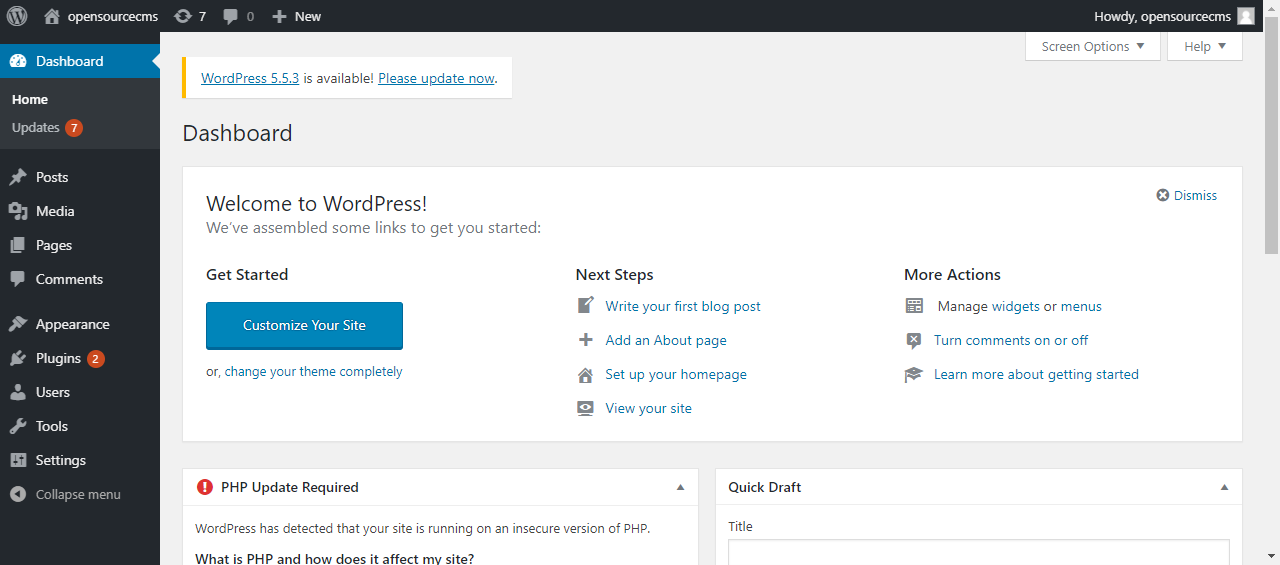 opensourcecms 7 0 New Howdy, opensourcecms
Screen Options Help
Dashboard
Home
Updates 7
Posts
Media
Pages
Comments
Appearance
Plugins 2
Users
Tools
Settings
Collapse menu
WordPress 5.5.3 is available! Please update now.
Dashboard
Welcome to WordPress!
We've assembled some links to get you started:
Dismiss
Get Started
Customize Your Site
or, change your theme completely
Next Steps
Write your first blog post
Add an About page
Set up your homepage
View your site
More Actions
Manage widgets or menus
Turn comments on or off
Learn more about getting started
PHP Update Required
WordPress has detected that your site is running on an insecure version of PHP.
What is PHP and how does it affect my site?
Quick Draft
Title